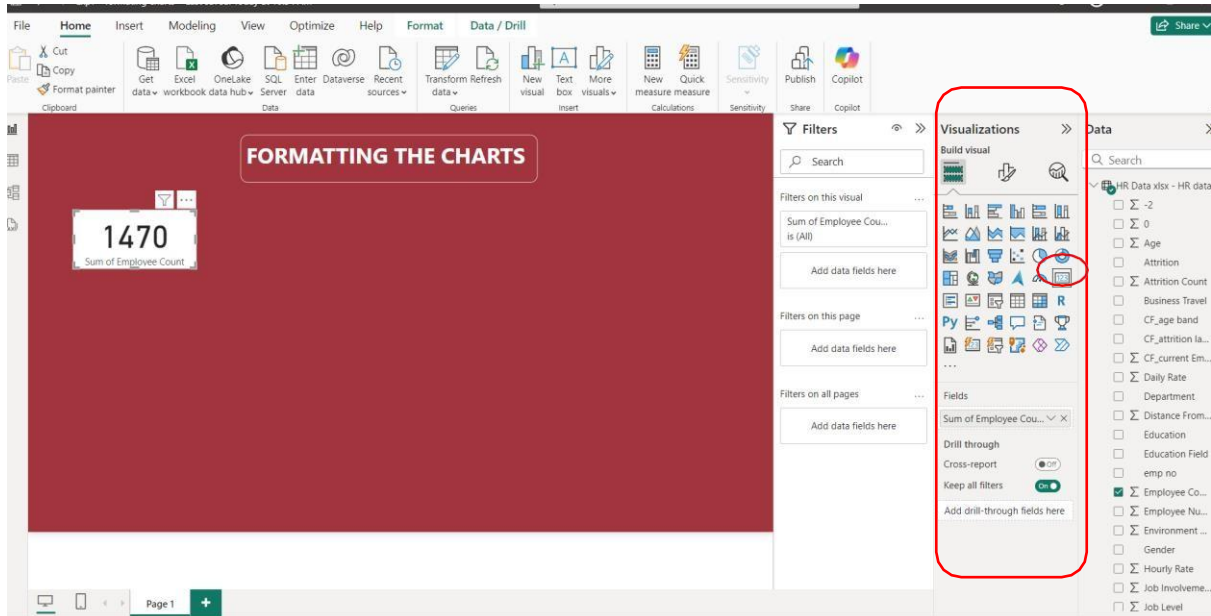 File Home Insert Modeling View Optimize Help Format Data / Drill
Share
Paste
Cut
Copy
Format painter
Clipboard
Get data
Excel workbook
OneLake data hub
SQL Server
Enter data
Dataverse
Recent sources
Data
Transform data
Refresh
Queries
New visual
Text box
More visuals
Insert
New measure
Quick measure
Calculations
Sensitivity
Sensitivity
Publish
Share
Copilot
Copilot
FORMATTING THE CHARTS
1470
Sum of Employee Count
Filters
Search
Filters on this visual ...
Sum of Employee Cou...
is (All)
Add data fields here
Filters on this page ...
Add data fields here
Filters on all pages ...
Add data fields here
Visualizations
Build visual
123
R
Py
...
Fields
Sum of Employee Cou...
Drill through
Cross-report Off
Keep all filters On
Add drill-through fields here
Data
Search
HR Data xlsx - HR data
Σ -2
Σ 0
Σ Age
Attrition
Σ Attrition Count
Business Travel
CF_age band
CF_attrition la...
Σ CF_current Em...
Σ Daily Rate
Department
Σ Distance From...
Education
Education Field
emp no
Σ Employee Co...
Σ Employee Nu...
Σ Environment ...
Gender
Σ Hourly Rate
Σ Job Involveme...
Σ Job Level
Page 1 +